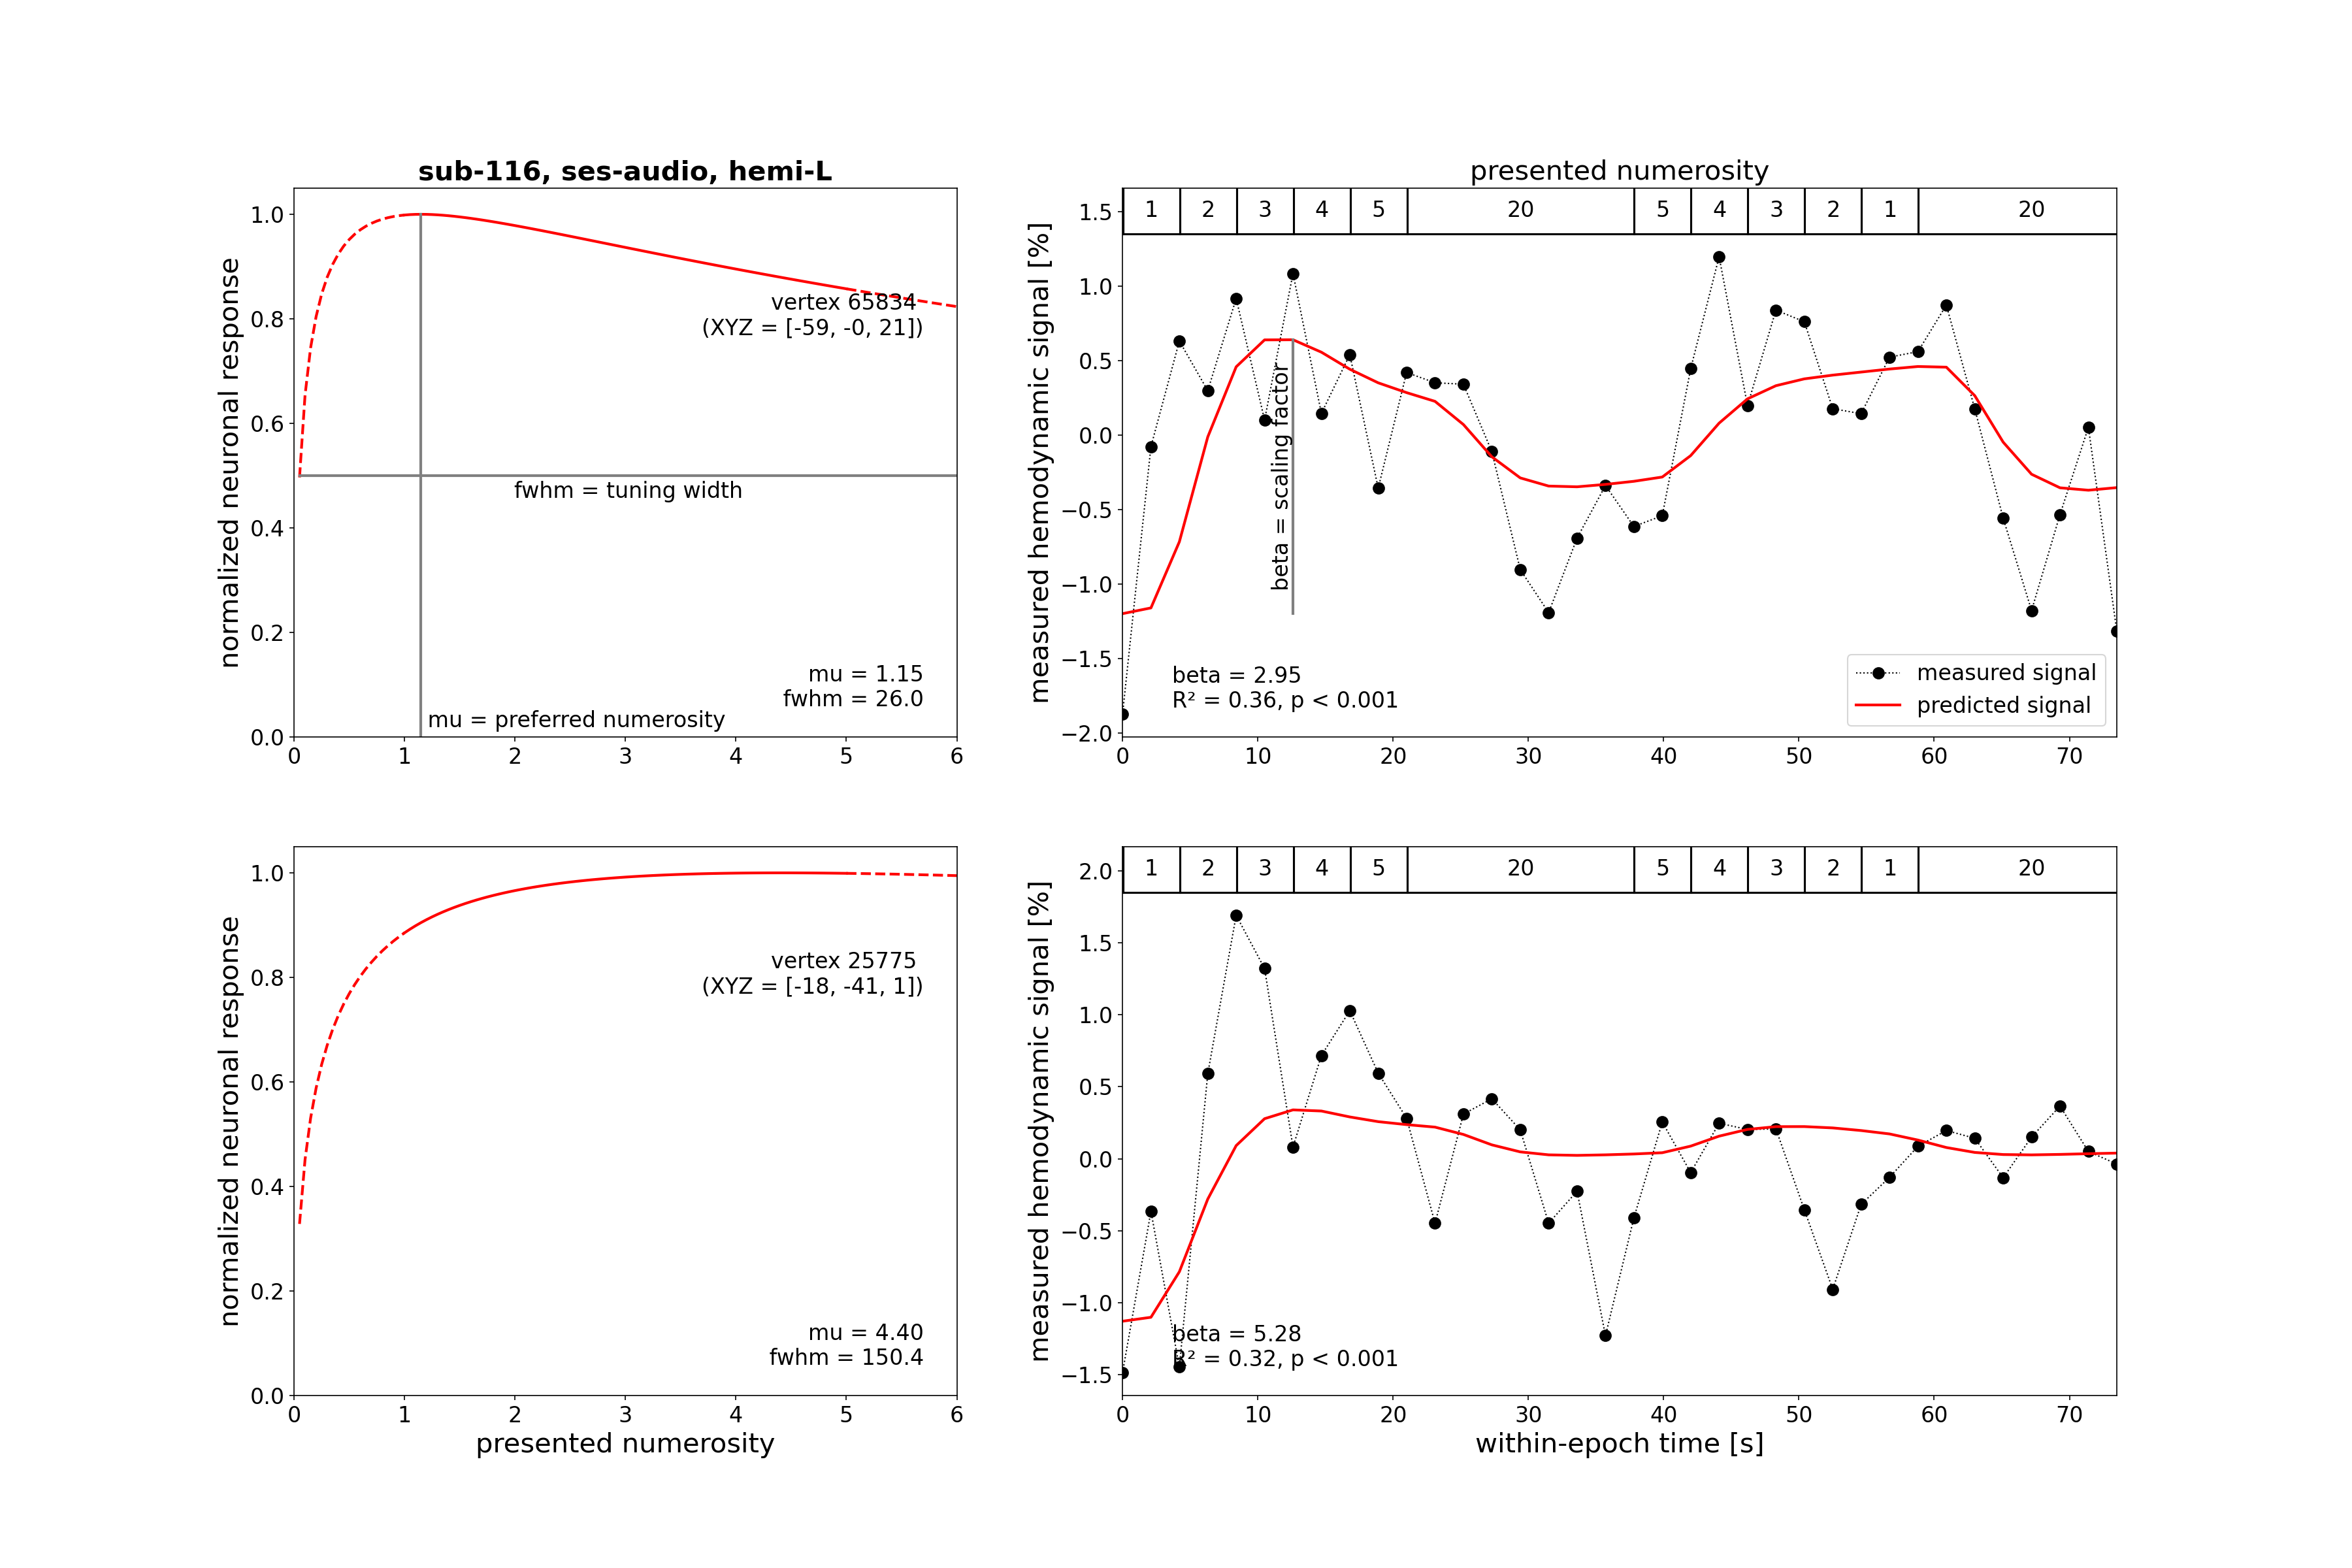 sub-116, ses-audio, hemi-L
normalized neuronal response
1.0
0.8
0.6
0.4
0.2
0.0
vertex 65834
(XYZ = [-59, -0, 21])
fwhm = tuning width
mu = 1.15
fwhm = 26.0
mu = preferred numerosity
0 1 2 3 4 5 6
presented numerosity
measured hemodynamic signal [%]
1 2 3 4 5 20 5 4 3 2 1 20
1.5
1.0
0.5
0.0
−0.5
−1.0
−1.5
−2.0
beta = scaling factor
beta = 2.95
R² = 0.36, p < 0.001
measured signal
predicted signal
0 10 20 30 40 50 60 70
normalized neuronal response
1.0
0.8
0.6
0.4
0.2
0.0
vertex 25775
(XYZ = [-18, -41, 1])
mu = 4.40
fwhm = 150.4
0 1 2 3 4 5 6
presented numerosity
measured hemodynamic signal [%]
1 2 3 4 5 20 5 4 3 2 1 20
2.0
1.5
1.0
0.5
0.0
−0.5
−1.0
−1.5
beta = 5.28
R² = 0.32, p < 0.001
0 10 20 30 40 50 60 70
within-epoch time [s]